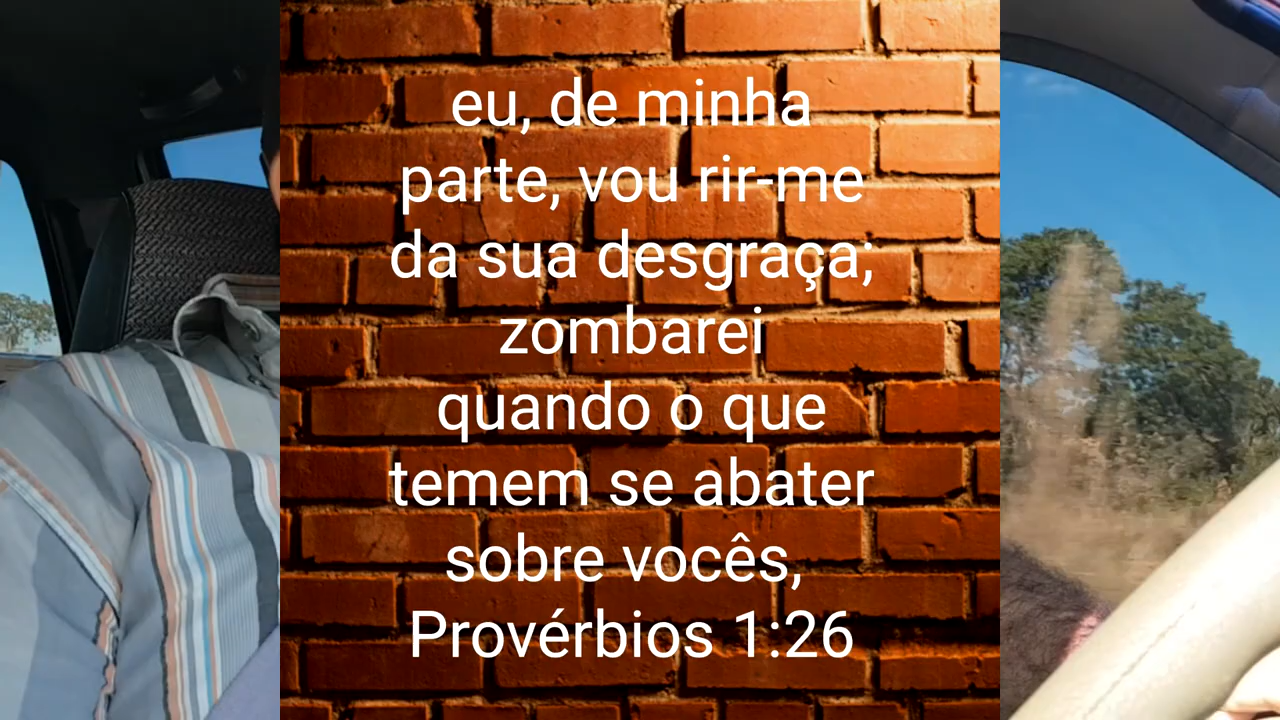 eu, de minha
parte, vou rir-me
da sua desgraça;
zombarei
quando o que
temem se abater
sobre vocês,
Provérbios 1:26